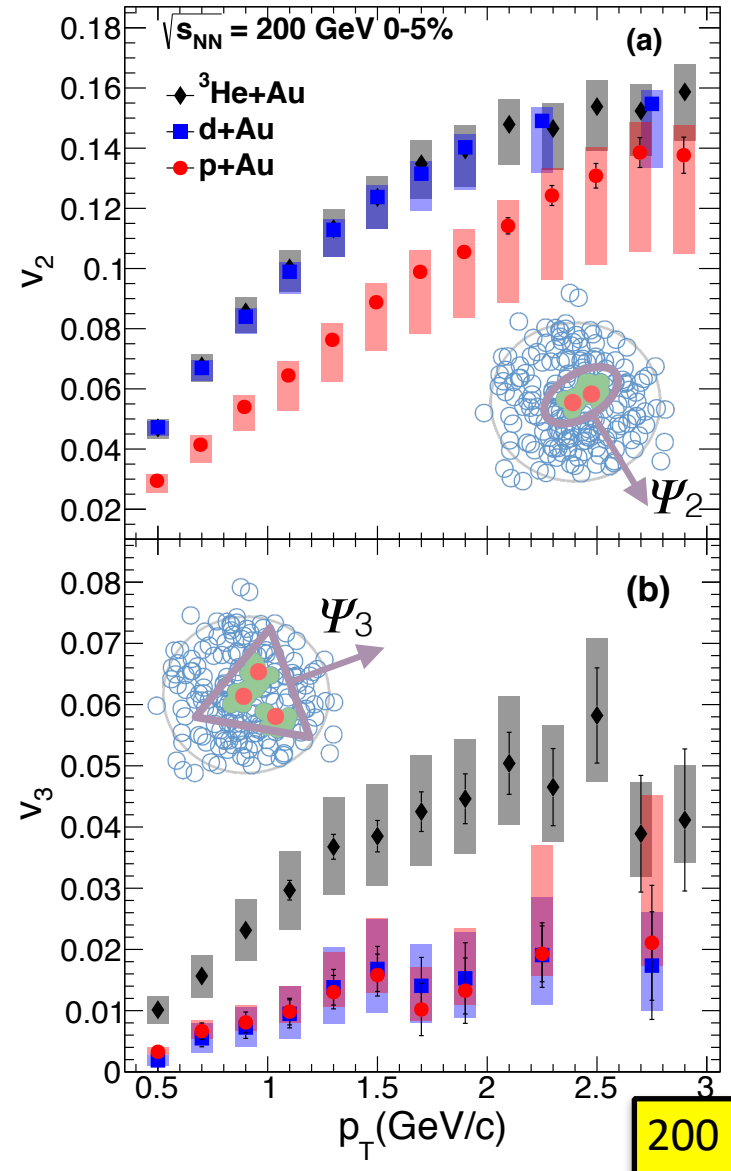 √s_NN = 200 GeV 0-5%
(a)
³He+Au
d+Au
p+Au
v₂
0.18
0.16
0.14
0.12
0.1
0.08
0.06
0.04
0.02
Ψ₂
(b)
Ψ₃
v₃
0.08
0.07
0.06
0.05
0.04
0.03
0.02
0.01
0
0.5 1 1.5 2 2.5 3
p_T(GeV/c)
200